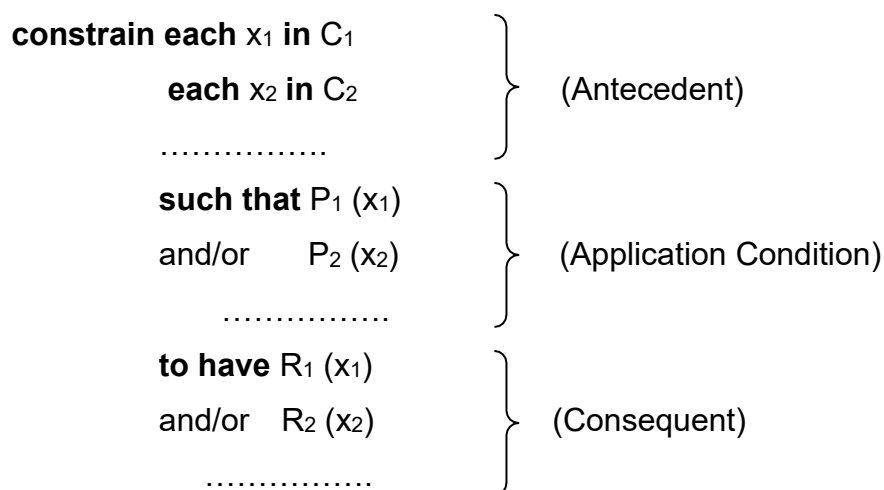 constrain each x₁ in C₁
each x₂ in C₂ (Antecedent)
................
such that P₁ (x₁)
and/or P₂ (x₂) (Application Condition)
................
to have R₁ (x₁)
and/or R₂ (x₂) (Consequent)
................